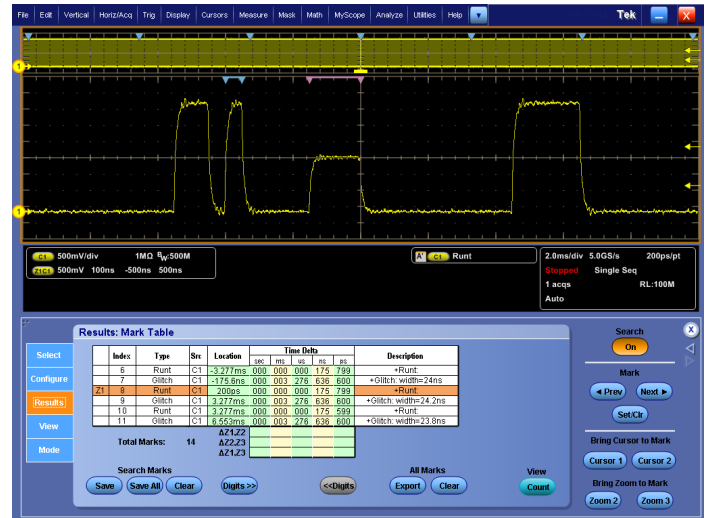 File Edit Vertical Horiz/Acq Trig Display Cursors Measure Mask Math MyScope Analyze Utilities Help Tek X
1
1
C1 500mV/div 1MΩ BW:500M
Z1C1 500mV 100ns -500ns 500ns
A' C1 Runt
2.0ms/div 5.0GS/s 200ps/pt
Stopped Single Seq
1 acqs RL:100M
Auto
Results: Mark Table
Select
Configure
Results
View
Mode
Index Type Src Location Time Delta Description
sec ms us ns ps
6 Runt C1 -3.277ms 000 000 000 175 799 +Runt:
7 Glitch C1 -175.6ns 000 003 276 636 600 +Glitch: width=24ns
Z1 8 Runt C1 200ps 000 000 000 175 799 +Runt:
9 Glitch C1 3.277ms 000 003 276 636 600 +Glitch: width=24.2ns
10 Runt C1 3.277ms 000 000 000 175 599 +Runt:
11 Glitch C1 6.553ms 000 003 276 636 600 +Glitch: width=23.8ns
Total Marks: 14
ΔZ1,Z2
ΔZ2,Z3
ΔZ1,Z3
Search Marks
Save Save All Clear
Digits >>
<<Digits
All Marks
Export Clear
View
Count
Search
On
X
Mark
◄ Prev Next ►
Set/Clr
Bring Cursor to Mark
Cursor 1 Cursor 2
Bring Zoom to Mark
Zoom 2 Zoom 3